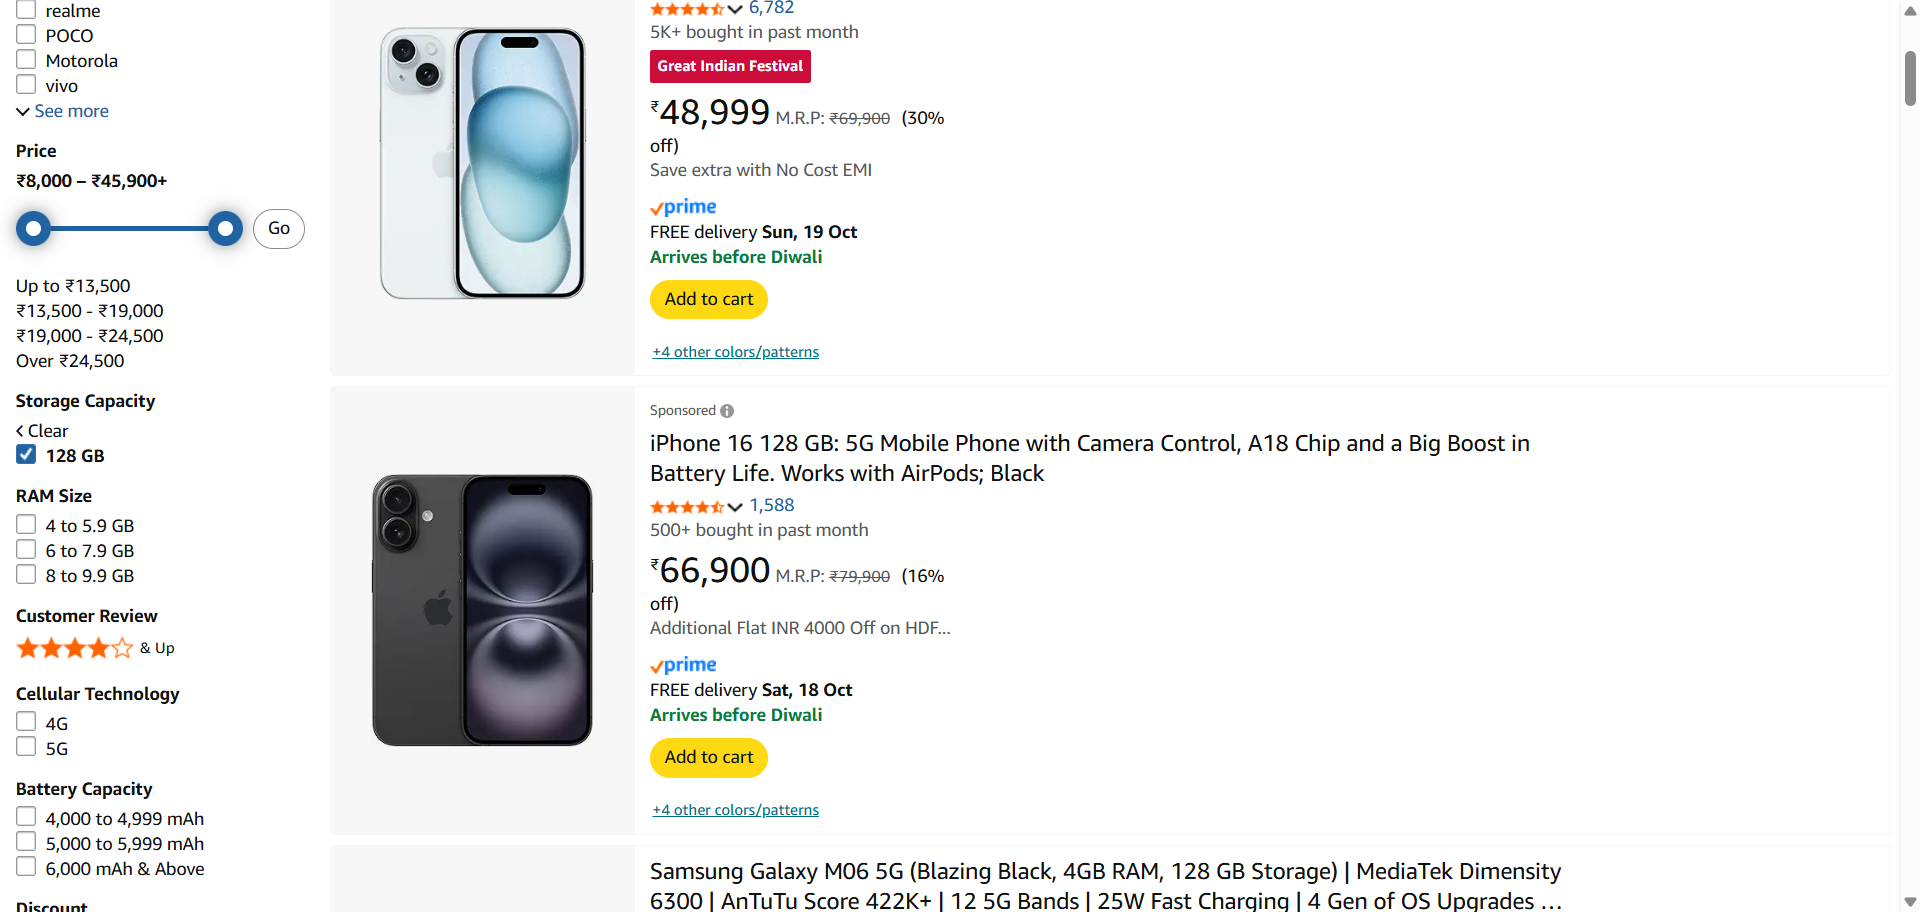 realme
POCO
Motorola
vivo
See more
Price
₹8,000 – ₹45,900+
Go
Up to ₹13,500
₹13,500 - ₹19,000
₹19,000 - ₹24,500
Over ₹24,500
Storage Capacity
Clear
128 GB
RAM Size
4 to 5.9 GB
6 to 7.9 GB
8 to 9.9 GB
Customer Review
& Up
Cellular Technology
4G
5G
Battery Capacity
4,000 to 4,999 mAh
5,000 to 5,999 mAh
6,000 mAh & Above
Discount
6,782
5K+ bought in past month
Great Indian Festival
₹48,999 M.R.P: ₹69,900 (30%
off)
Save extra with No Cost EMI
prime
FREE delivery Sun, 19 Oct
Arrives before Diwali
Add to cart
+4 other colors/patterns
Sponsored
iPhone 16 128 GB: 5G Mobile Phone with Camera Control, A18 Chip and a Big Boost in
Battery Life. Works with AirPods; Black
1,588
500+ bought in past month
₹66,900 M.R.P: ₹79,900 (16%
off)
Additional Flat INR 4000 Off on HDF...
prime
FREE delivery Sat, 18 Oct
Arrives before Diwali
Add to cart
+4 other colors/patterns
Samsung Galaxy M06 5G (Blazing Black, 4GB RAM, 128 GB Storage) | MediaTek Dimensity
6300 | AnTuTu Score 422K+ | 12 5G Bands | 25W Fast Charging | 4 Gen of OS Upgrades …